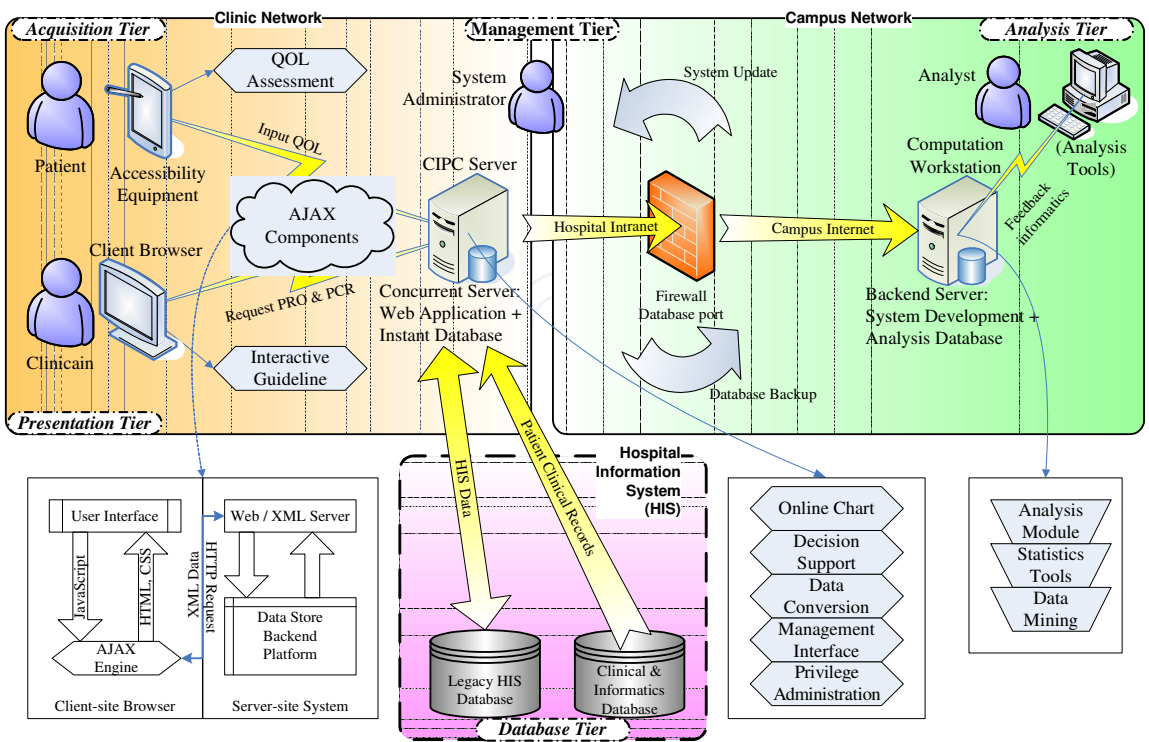 Clinic Network
Campus Network
Acquisition Tier
Management Tier
Analysis Tier
QOL
Assessment
System
Administrator
System Update
Analyst
Patient
Accessibility
Equipment
Input QOL
CIPC Server
Computation
Workstation
(Analysis
Tools)
AJAX
Components
Hospital Intranet
Campus Internet
Feedback
informatics
Client Browser
Request PRO & PCR
Concurrent Server:
Web Application +
Instant Database
Firewall
Database port
Backend Server:
System Development +
Analysis Database
Clinicain
Interactive
Guideline
Database Backup
Presentation Tier
HIS Data
Patient Clinical Records
Hospital
Information
System
(HIS)
User Interface
Web / XML Server
JavaScript
HTML, CSS
XML Data
HTTP Request
Data Store
Backend
Platform
AJAX
Engine
Client-site Browser
Server-site System
Legacy HIS
Database
Clinical &
Informatics
Database
Database Tier
Online Chart
Decision
Support
Data
Conversion
Management
Interface
Privilege
Administration
Analysis
Module
Statistics
Tools
Data
Mining